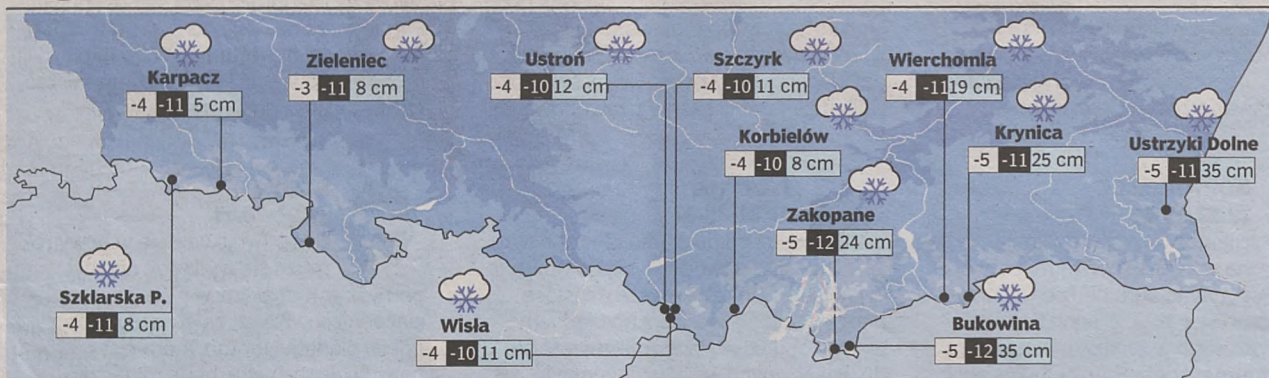 Karpacz
-4 -11 5 cm
Zieleniec
-3 -11 8 cm
Ustroń
-4 -10 12 cm
Szczyrk
-4 -10 11 cm
Wierchomla
-4 -11 19 cm
Korbielów
-4 -10 8 cm
Krynica
-5 -11 25 cm
Ustrzyki Dolne
-5 -11 35 cm
Zakopane
-5 -12 24 cm
Szklarska P.
-4 -11 8 cm
Wisła
-4 -10 11 cm
Bukowina
-5 -12 35 cm